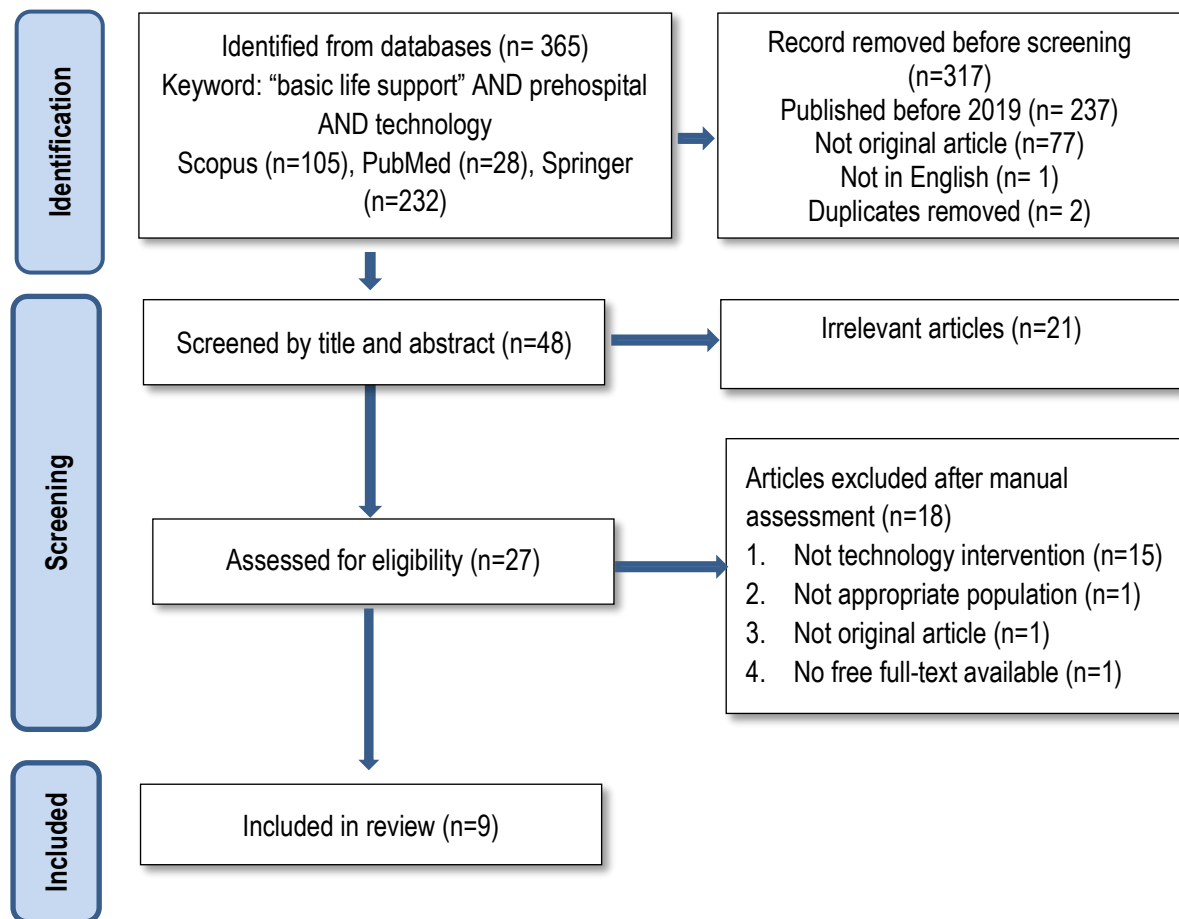 Identification
Identified from databases (n= 365)
Keyword: “basic life support” AND prehospital
AND technology
Scopus (n=105), PubMed (n=28), Springer
(n=232)
Record removed before screening
(n=317)
Published before 2019 (n= 237)
Not original article (n=77)
Not in English (n= 1)
Duplicates removed (n= 2)
Screening
Screened by title and abstract (n=48)
Irrelevant articles (n=21)
Assessed for eligibility (n=27)
Articles excluded after manual
assessment (n=18)
1. Not technology intervention (n=15)
2. Not appropriate population (n=1)
3. Not original article (n=1)
4. No free full-text available (n=1)
Included
Included in review (n=9)